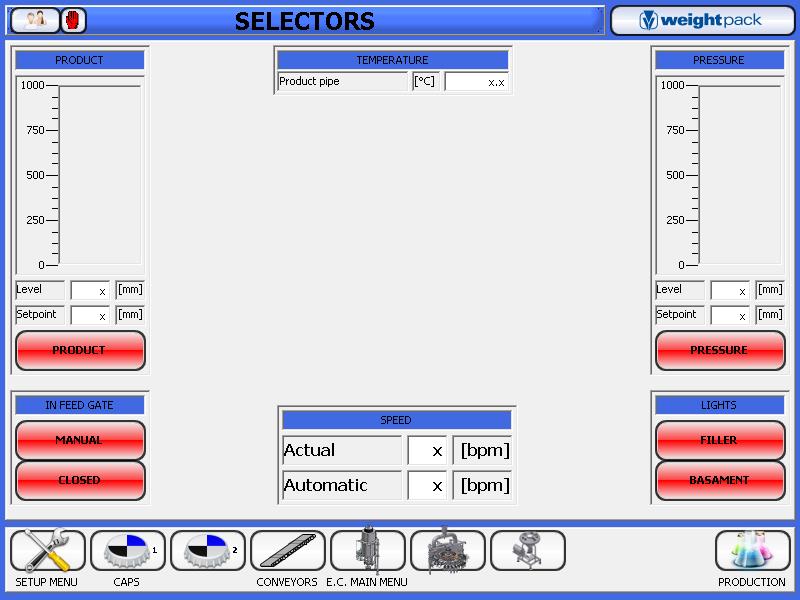 SELECTORS
weightpack
PRODUCT
1000
750
500
250
0
Level x [mm]
Setpoint x [mm]
PRODUCT
TEMPERATURE
Product pipe [°C] x.x
PRESSURE
1000
750
500
250
0
Level x [mm]
Setpoint x [mm]
PRESSURE
IN FEED GATE
MANUAL
CLOSED
SPEED
Actual x [bpm]
Automatic x [bpm]
LIGHTS
FILLER
BASAMENT
1
2
SETUP MENU
CAPS
CONVEYORS
E.C. MAIN MENU
PRODUCTION